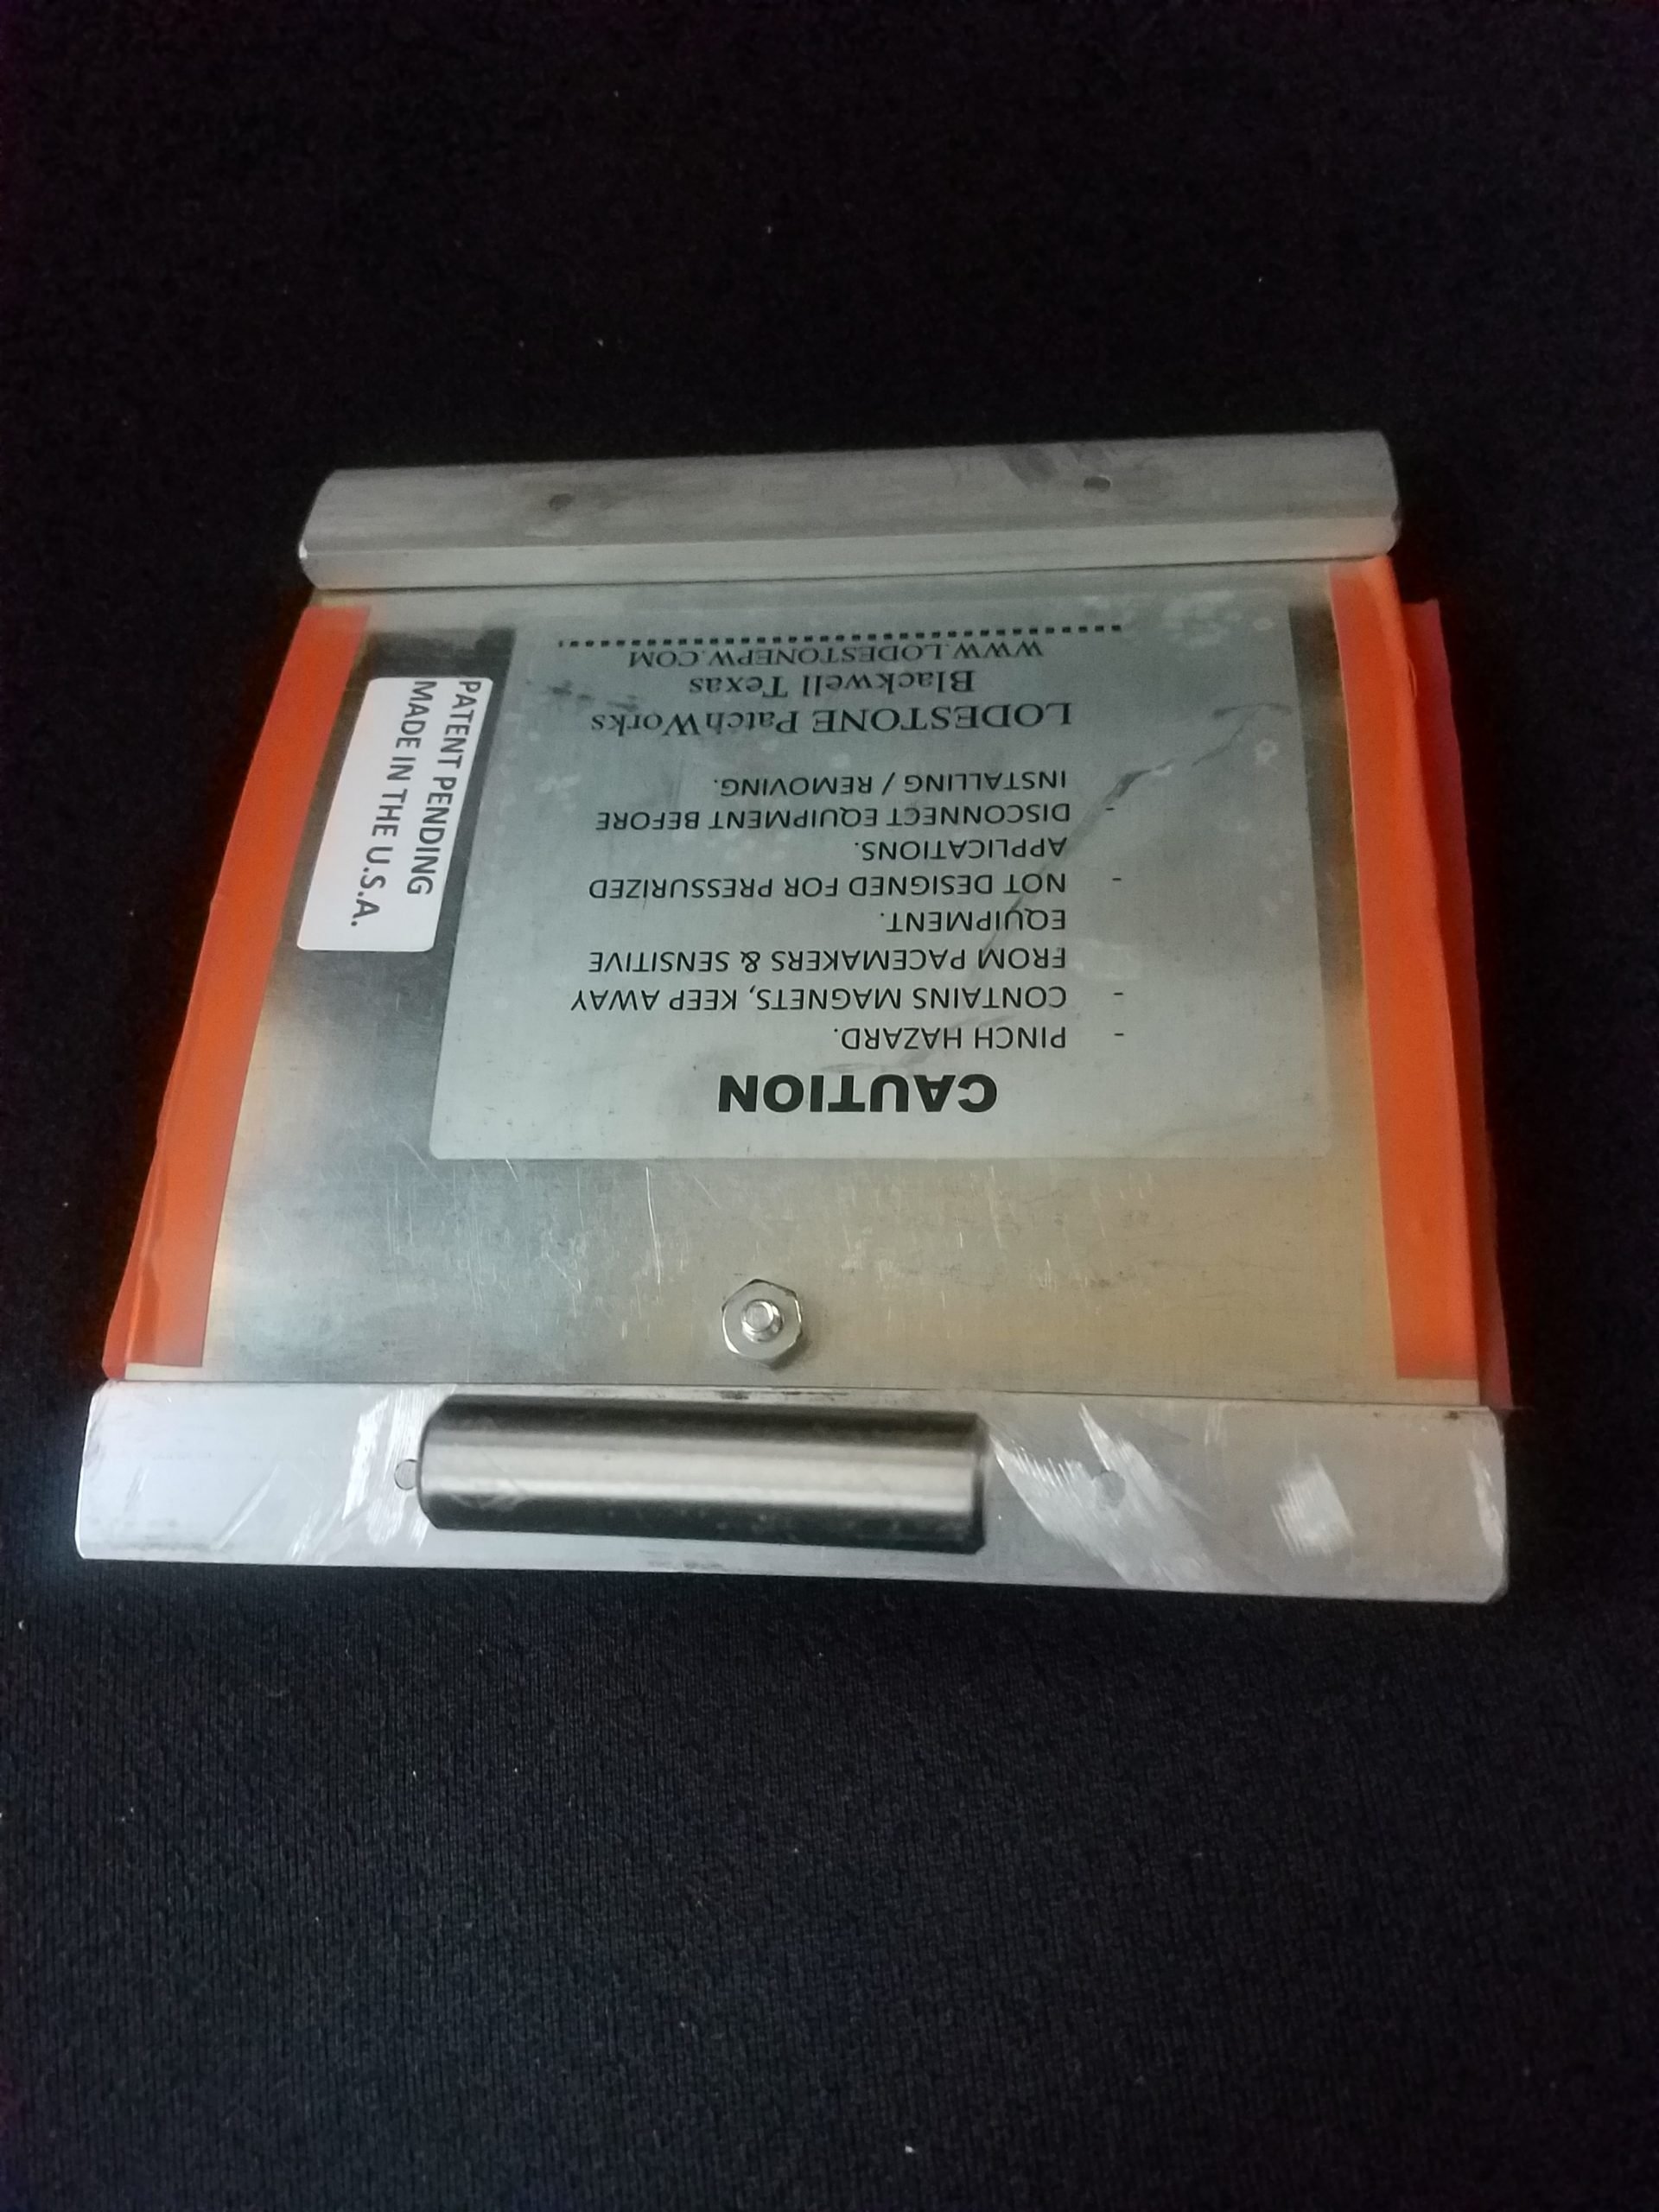 CAUTION
- PINCH HAZARD.
- CONTAINS MAGNETS, KEEP AWAY
FROM PACEMAKERS & SENSITIVE
EQUIPMENT.
- NOT DESIGNED FOR PRESSURIZED
APPLICATIONS.
- DISCONNECT EQUIPMENT BEFORE
INSTALLING / REMOVING.
LODESTONE PatchWorks
Blackwell Texas
WWW.LODESTONEPW.COM
PATENT PENDING
MADE IN THE U.S.A.